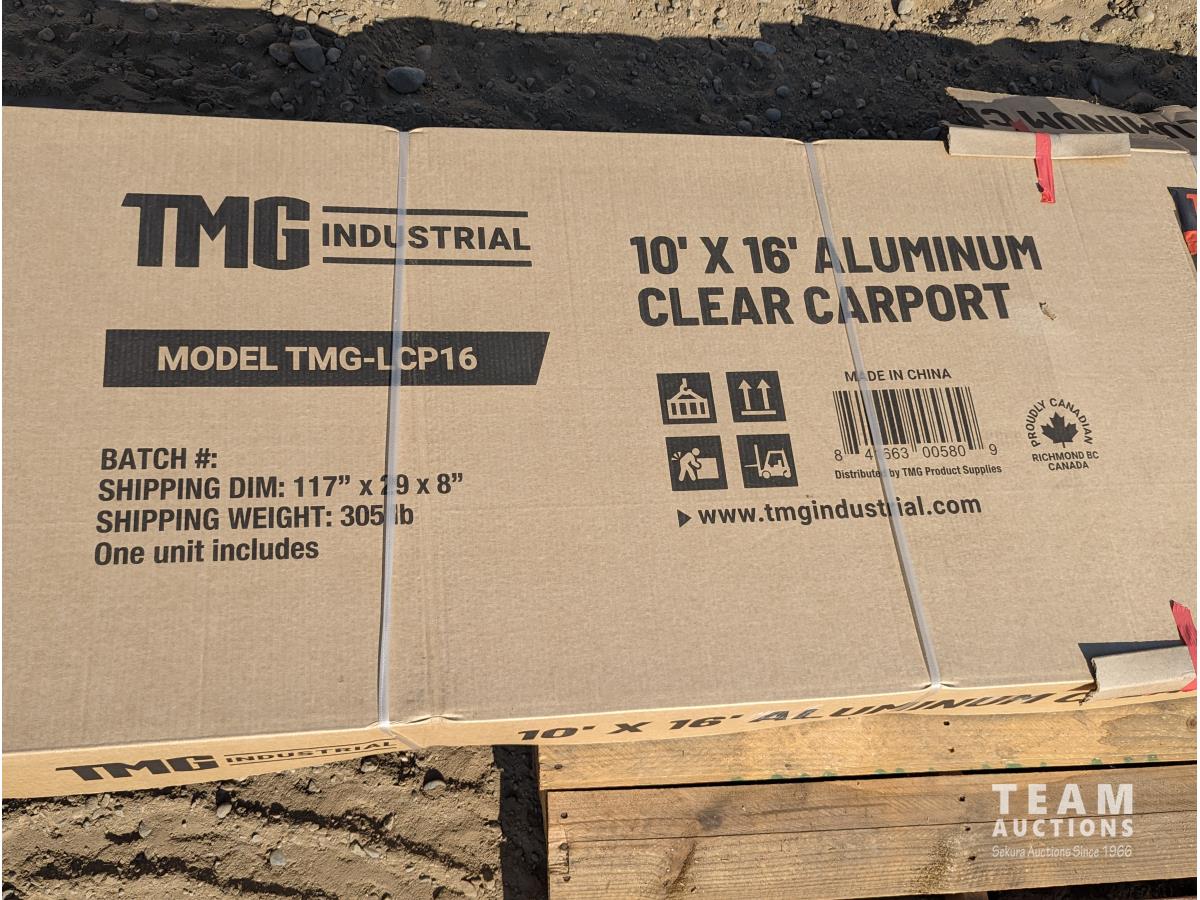 TMG INDUSTRIAL
MODEL TMG-LCP16
BATCH #:
SHIPPING DIM: 117" x 29 x 8"
SHIPPING WEIGHT: 305 lb
One unit includes
10' X 16' ALUMINUM
CLEAR CARPORT
MADE IN CHINA
00580 9
Distributed by TMG Product Supplies
PROUDLY CANADIAN
RICHMOND BC
CANADA
www.tmgindustrial.com
TMG INDUSTRIAL
10' X 16' ALUMINUM
TEAM
AUCTIONS
Sekura Auctions Since 1966